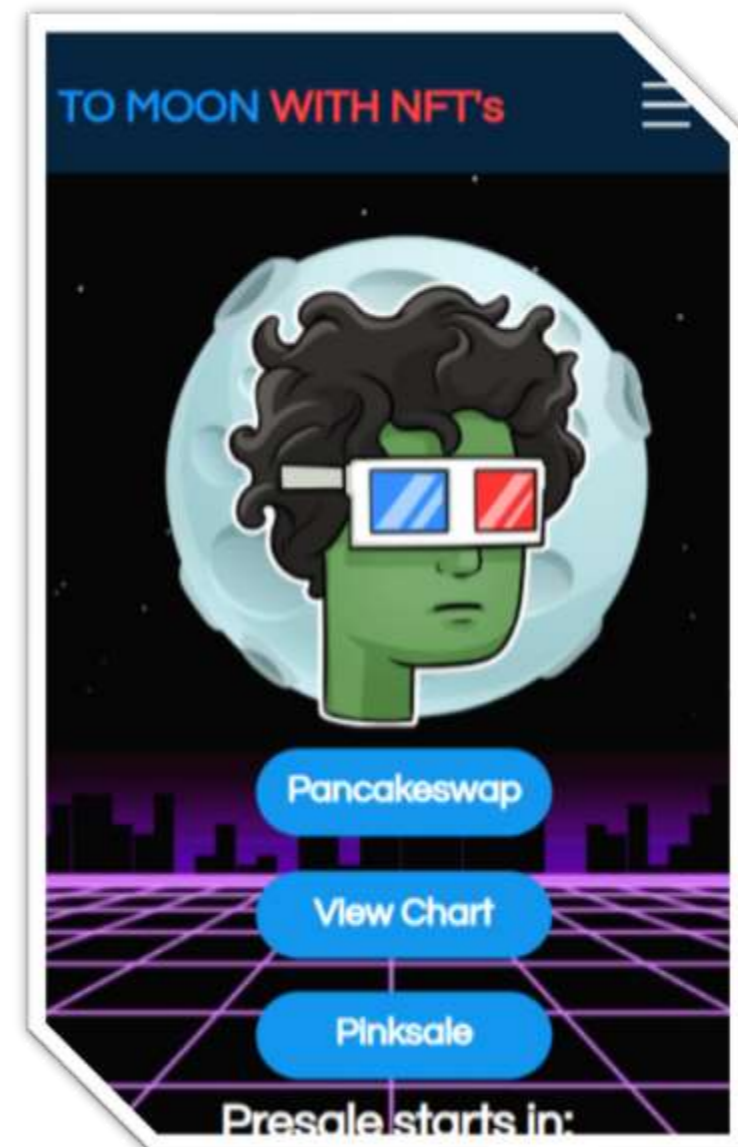 TO MOON WITH NFT's
Pancakeswap
View Chart
Pinksale
Presale starts in: